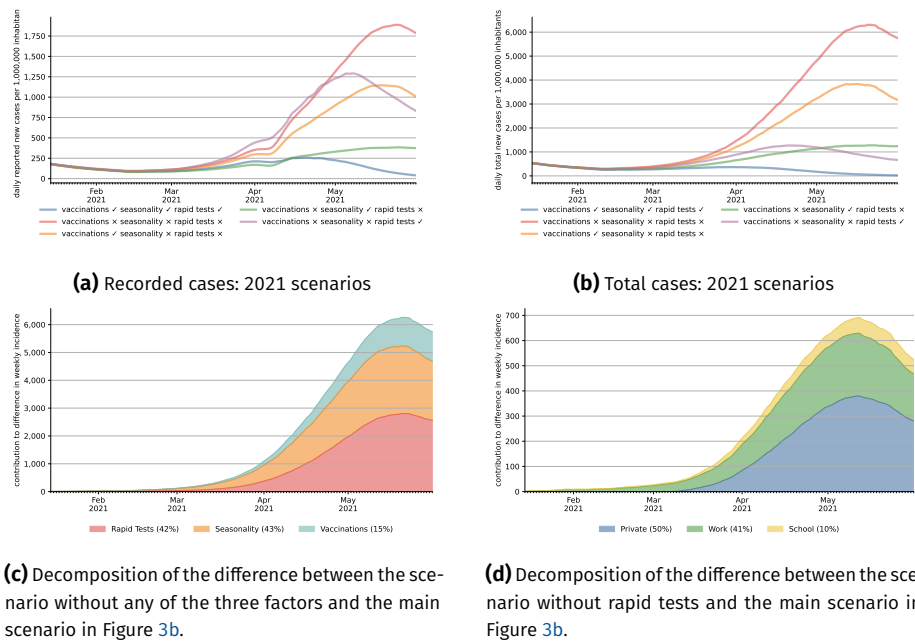 daily reported new cases per 1,000,000 inhabitan
1,750
1,500
1,250
1,000
750
500
250
0
Feb
2021
Mar
2021
Apr
2021
May
2021
vaccinations ✓ seasonality ✓ rapid tests ✓
vaccinations × seasonality ✓ rapid tests ×
vaccinations × seasonality × rapid tests ×
vaccinations × seasonality × rapid tests ✓
vaccinations ✓ seasonality × rapid tests ×
(a) Recorded cases: 2021 scenarios
daily total new cases per 1,000,000 inhabitants
6,000
5,000
4,000
3,000
2,000
1,000
0
Feb
2021
Mar
2021
Apr
2021
May
2021
vaccinations ✓ seasonality ✓ rapid tests ✓
vaccinations × seasonality ✓ rapid tests ×
vaccinations × seasonality × rapid tests ×
vaccinations × seasonality × rapid tests ✓
vaccinations ✓ seasonality × rapid tests ×
(b) Total cases: 2021 scenarios
contribution to difference in weekly incidence
6,000
5,000
4,000
3,000
2,000
1,000
0
Feb
2021
Mar
2021
Apr
2021
May
2021
Rapid Tests (42%)
Seasonality (43%)
Vaccinations (15%)
(c) Decomposition of the difference between the sce-
nario without any of the three factors and the main
scenario in Figure 3b.
contribution to difference in weekly incidence
700
600
500
400
300
200
100
0
Feb
2021
Mar
2021
Apr
2021
May
2021
Private (50%)
Work (41%)
School (10%)
(d) Decomposition of the difference between the sce
nario without rapid tests and the main scenario in
Figure 3b.